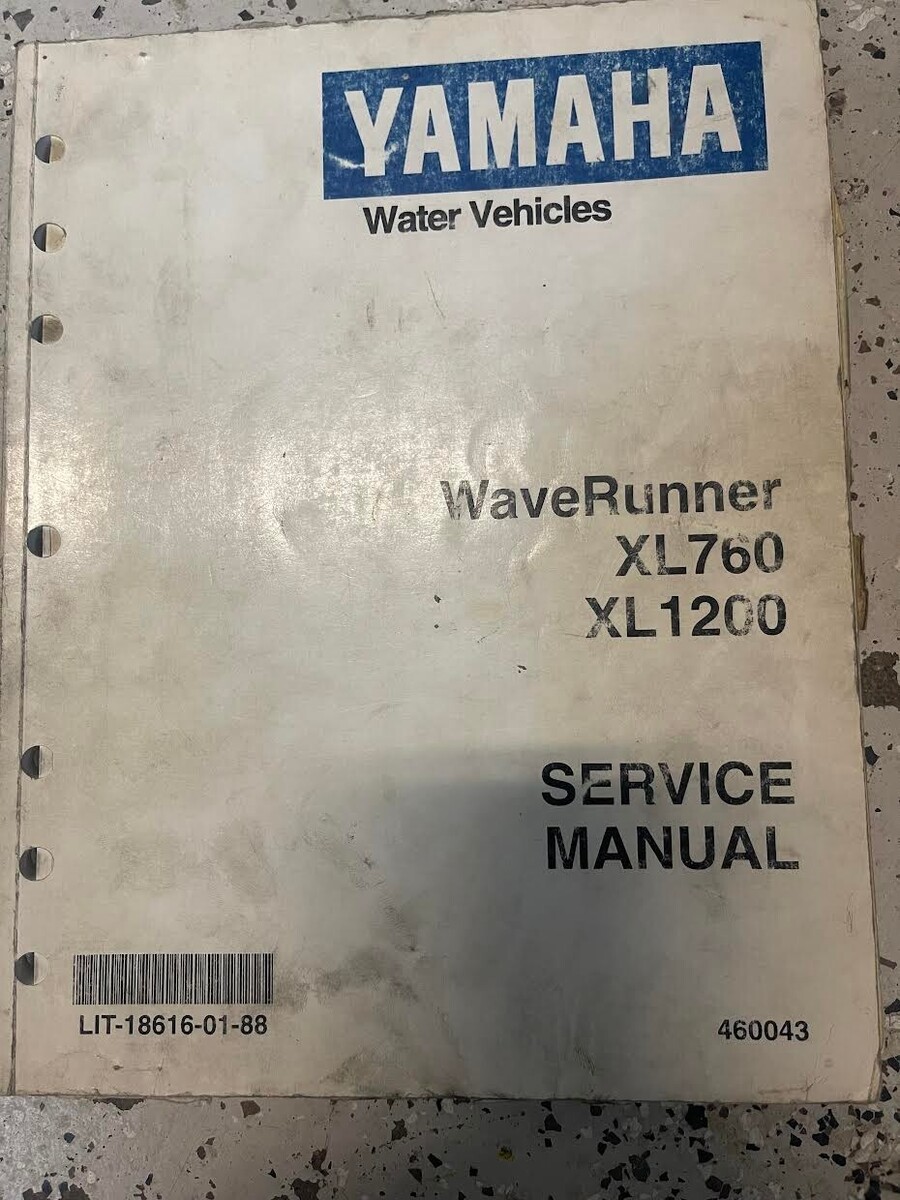 YAMAHA
Water Vehicles
WaveRunner
XL760
XL1200
SERVICE
MANUAL
LIT-18616-01-88
460043